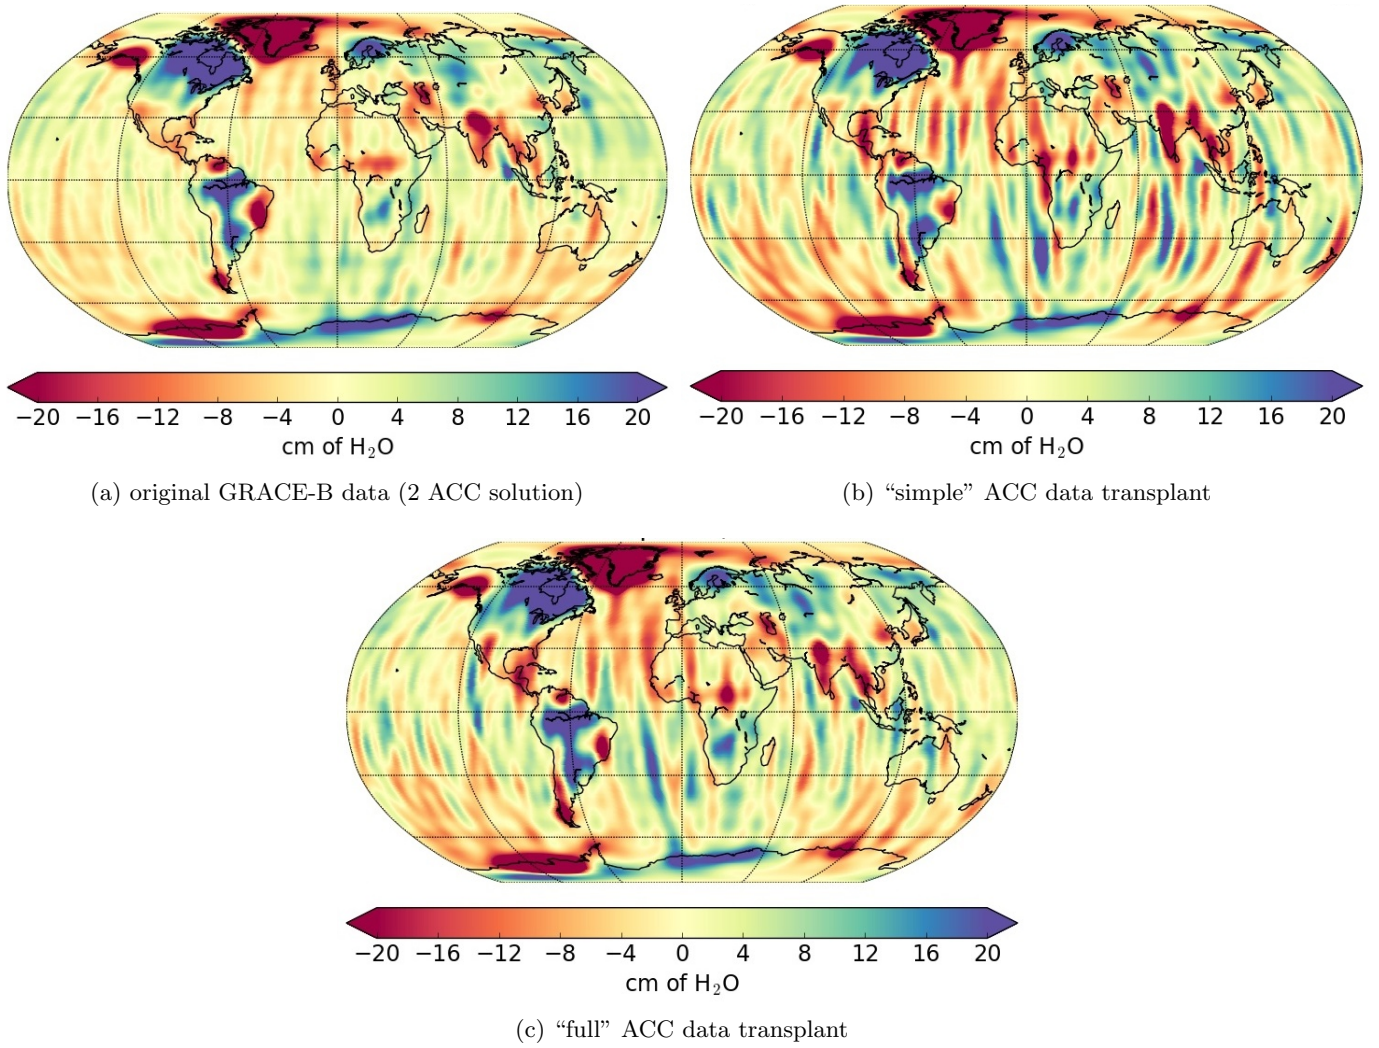 −20 −16 −12 −8 −4 0 4 8 12 16 20
cm of H₂O
(a) original GRACE-B data (2 ACC solution)
−20 −16 −12 −8 −4 0 4 8 12 16 20
cm of H₂O
(b) “simple” ACC data transplant
−20 −16 −12 −8 −4 0 4 8 12 16 20
cm of H₂O
(c) “full” ACC data transplant